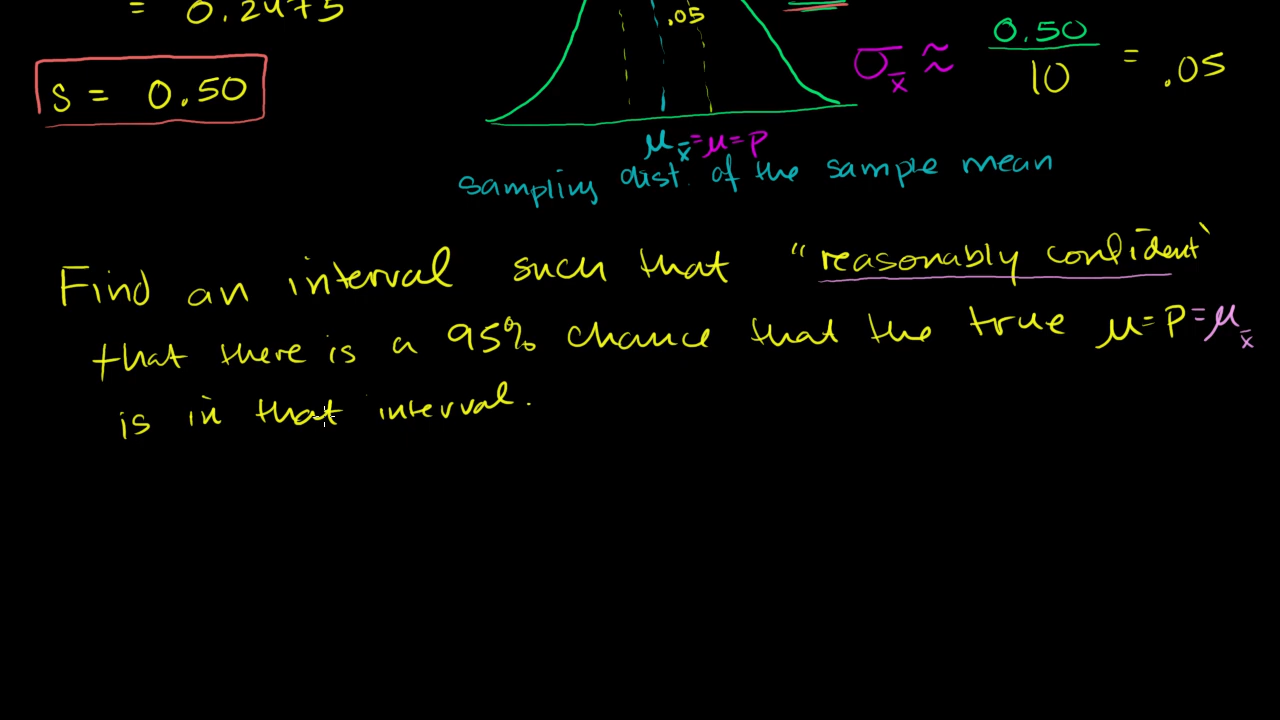 = 0.2475
s = 0.50
.05
σx̄ ≈ 0.50/10 = .05
μx̄ = μ = p
sampling dist. of the sample mean
Find an interval such that "reasonably confident"
that there is a 95% chance that the true μ = p = μx̄
is in that interval.